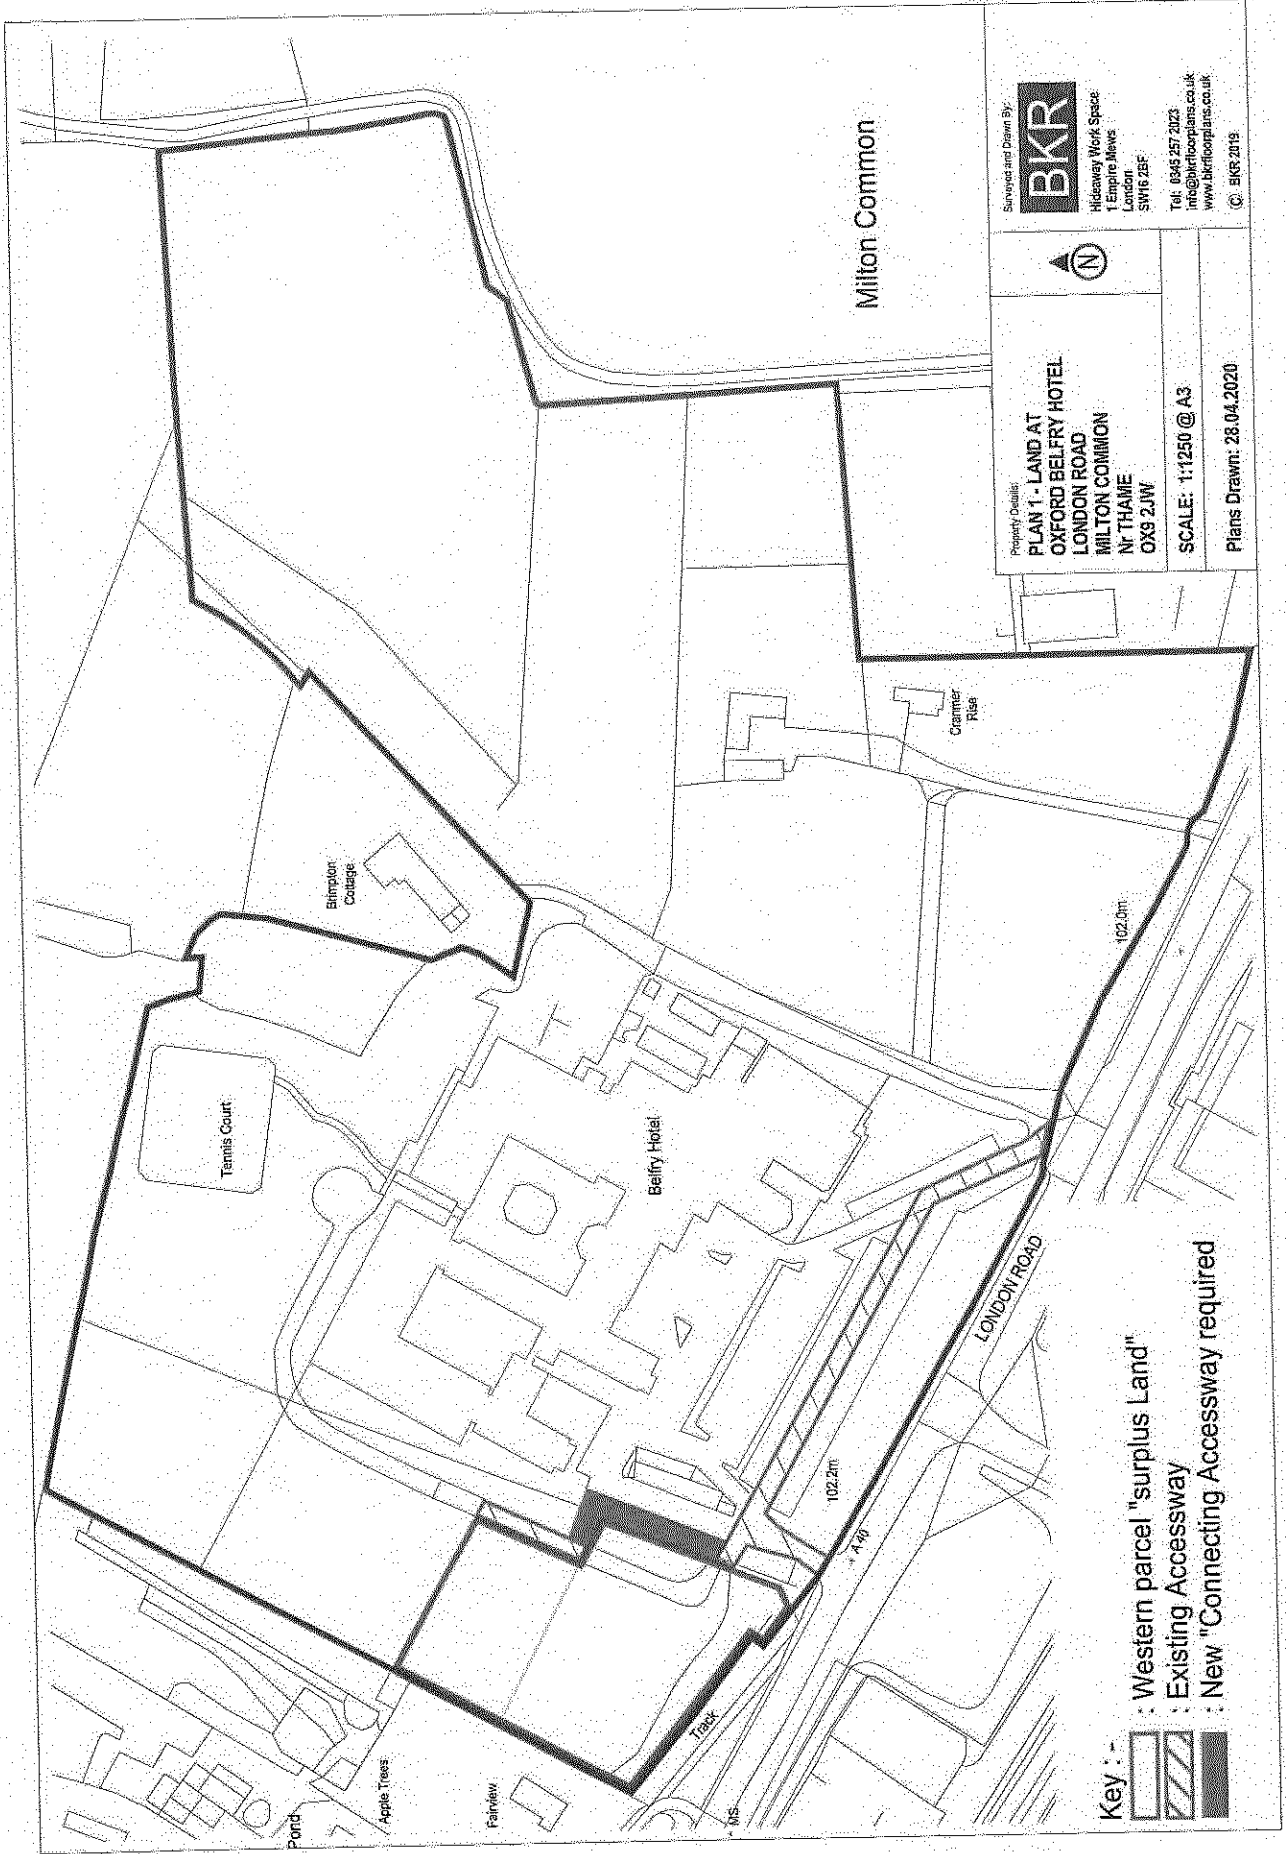 Pond
Apple Trees
Fairview
Track
MS
Tennis Court
Brimpton
Cottage
Belfry Hotel
102.2m
A 40
LONDON ROAD
102.0m
Cranmer
Rise
Milton Common
Key : -
: Western parcel "surplus Land"
: Existing Accessway
: New "Connecting Accessway required
Property Details:
PLAN 1 - LAND AT
OXFORD BELFRY HOTEL
LONDON ROAD
MILTON COMMON
Nr THAME
OX9 2JW
SCALE: 1:1250 @ A3
Plans Drawn: 28.04.2020
N
Surveyed and Drawn By:
BKR
Hideaway Work Space
1 Empire Mews
London
SW16 2BF
Tel: 0345 257 2023
info@bkrfloorplans.co.uk
www.bkrfloorplans.co.uk
© BKR 2019